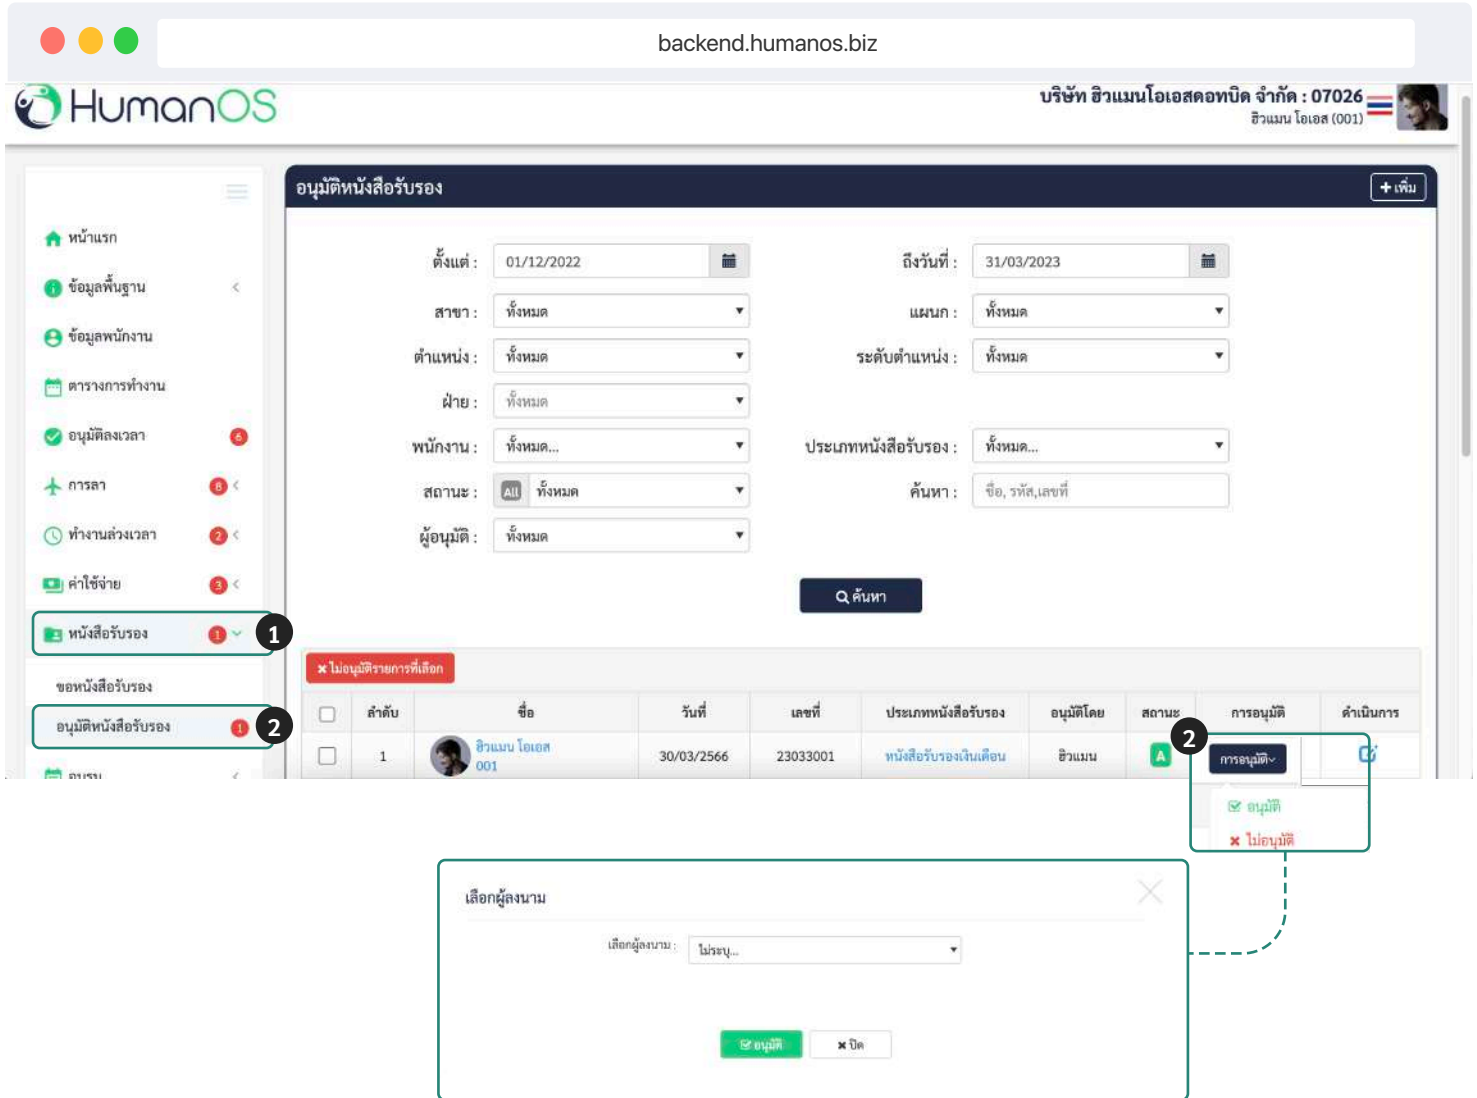 backend.humanos.biz
HumanOS
บริษัท ฮิวแมนโอเอสดอทบิด จำกัด : 07026
ฮิวแมน โอเอส (001)
อนุมัติหนังสือรับรอง
+ เพิ่ม
หน้าแรก
ข้อมูลพื้นฐาน
ข้อมูลพนักงาน
ตารางการทำงาน
อนุมัติลงเวลา 6
การลา 8
ทำงานล่วงเวลา 2
ค่าใช้จ่าย 3
หนังสือรับรอง 1 1
ขอหนังสือรับรอง
อนุมัติหนังสือรับรอง 1 2
อบรม
ตั้งแต่ : 01/12/2022 ถึงวันที่ : 31/03/2023
สาขา : ทั้งหมด แผนก : ทั้งหมด
ตำแหน่ง : ทั้งหมด ระดับตำแหน่ง : ทั้งหมด
ฝ่าย : ทั้งหมด
พนักงาน : ทั้งหมด... ประเภทหนังสือรับรอง : ทั้งหมด...
สถานะ : All ทั้งหมด ค้นหา : ชื่อ, รหัส,เลขที่
ผู้อนุมัติ : ทั้งหมด
ค้นหา
ไม่อนุมัติรายการที่เลือก
ลำดับ ชื่อ วันที่ เลขที่ ประเภทหนังสือรับรอง อนุมัติโดย สถานะ การอนุมัติ ดำเนินการ
1 ฮิวแมน โอเอส 30/03/2566 23033001 หนังสือรับรองเงินเดือน ฮิวแมน A 2 การอนุมัติ
001
อนุมัติ
ไม่อนุมัติ
เลือกผู้ลงนาม
เลือกผู้ลงนาม : ไม่ระบุ...
อนุมัติ ปิด